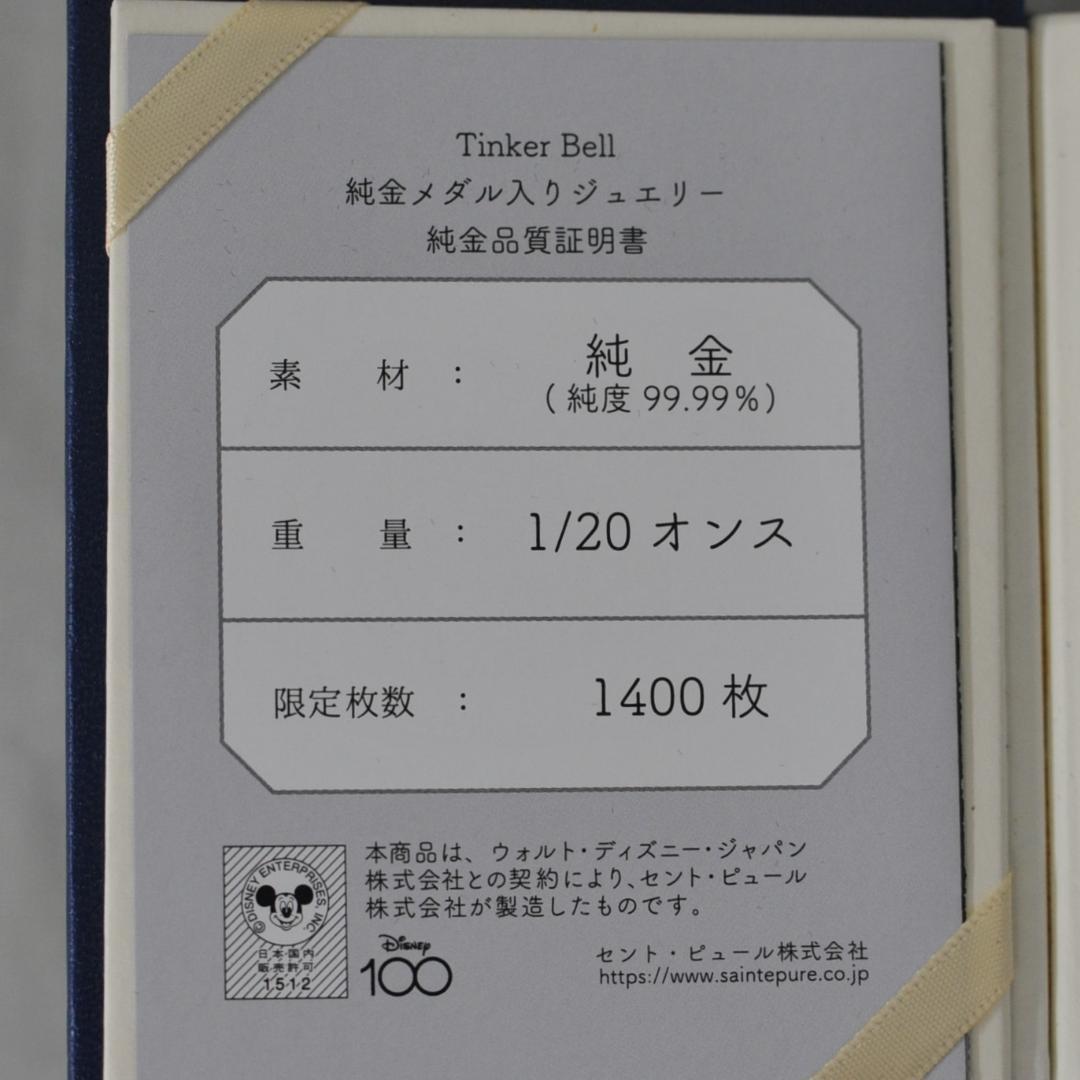 Tinker Bell
純金メダル入りジュエリー
純金品質証明書
素 材 : 純 金
(純度 99.99%)
重 量 : 1/20 オンス
限定枚数 : 1400 枚
本商品は、ウォルト・ディズニー・ジャパン
株式会社との契約により、セント・ピュール
株式会社が製造したものです。
©DISNEY ENTERPRISES, INC.
日本国内
販売許可
1512
Disney
100
セント・ピュール株式会社
https://www.saintepure.co.jp